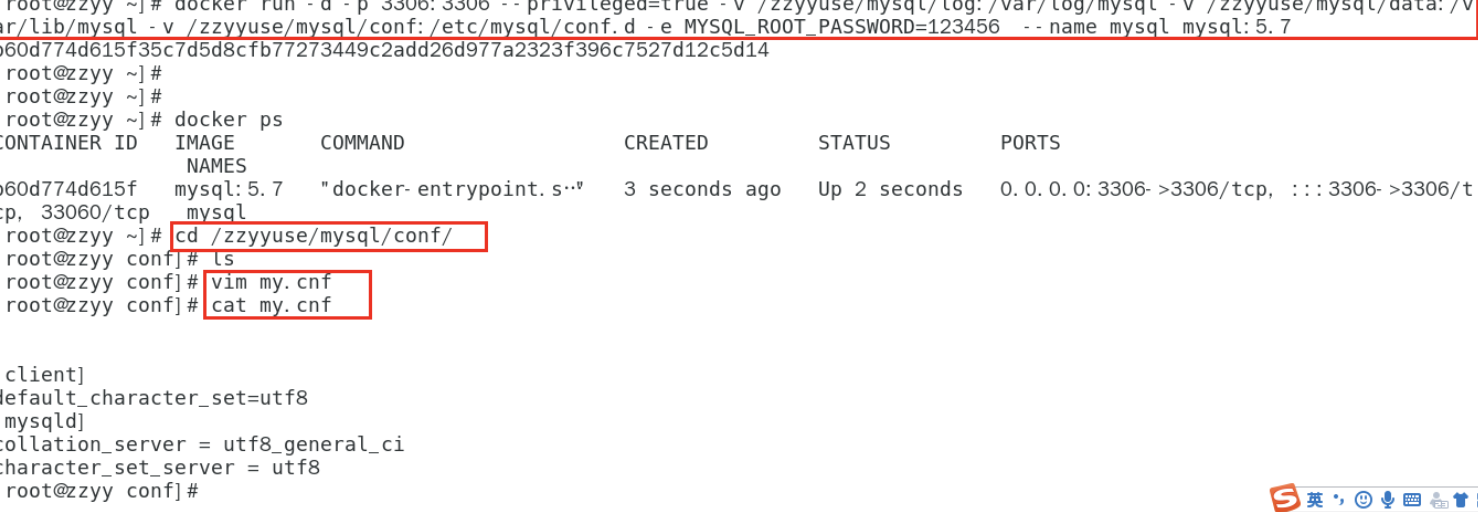 root@zzyy ~]# docker run -d -p 3306:3306 --privileged=true -v /zzyyuse/mysql/log:/var/log/mysql -v /zzyyuse/mysql/data:/v
ar/lib/mysql -v /zzyyuse/mysql/conf:/etc/mysql/conf.d -e MYSQL_ROOT_PASSWORD=123456  --name mysql mysql:5.7
b60d774d615f35c7d5d8cfb77273449c2add26d977a2323f396c7527d12c5d14
root@zzyy ~]#
root@zzyy ~]#
root@zzyy ~]# docker ps
CONTAINER ID   IMAGE       COMMAND                  CREATED         STATUS         PORTS
NAMES
b60d774d615f   mysql:5.7   "docker-entrypoint.s…"   3 seconds ago   Up 2 seconds   0.0.0.0:3306->3306/tcp, :::3306->3306/t
cp, 33060/tcp   mysql
root@zzyy ~]# cd /zzyyuse/mysql/conf/
root@zzyy conf]# ls
root@zzyy conf]# vim my.cnf
root@zzyy conf]# cat my.cnf
client]
default_character_set=utf8
mysqld]
collation_server = utf8_general_ci
character_set_server = utf8
root@zzyy conf]#
英